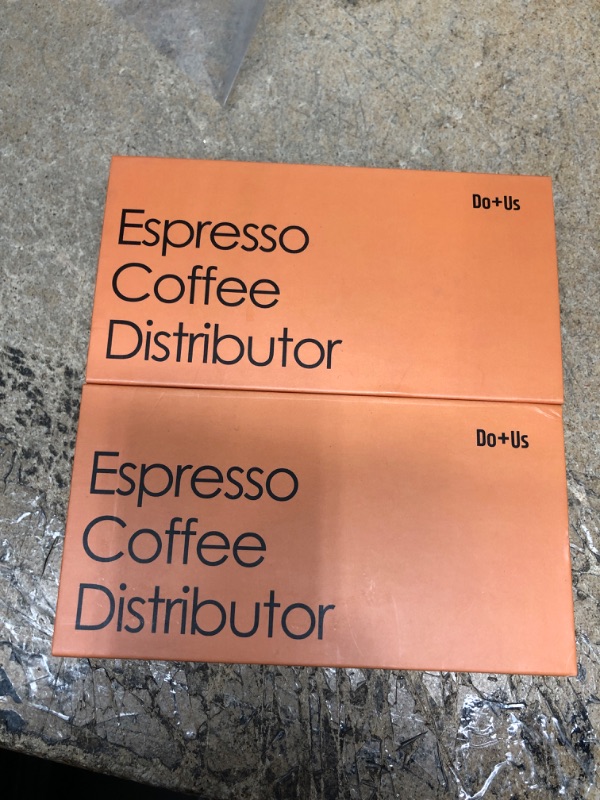 Do+Us
Espresso
Coffee
Distributor
Do+Us
Espresso
Coffee
Distributor